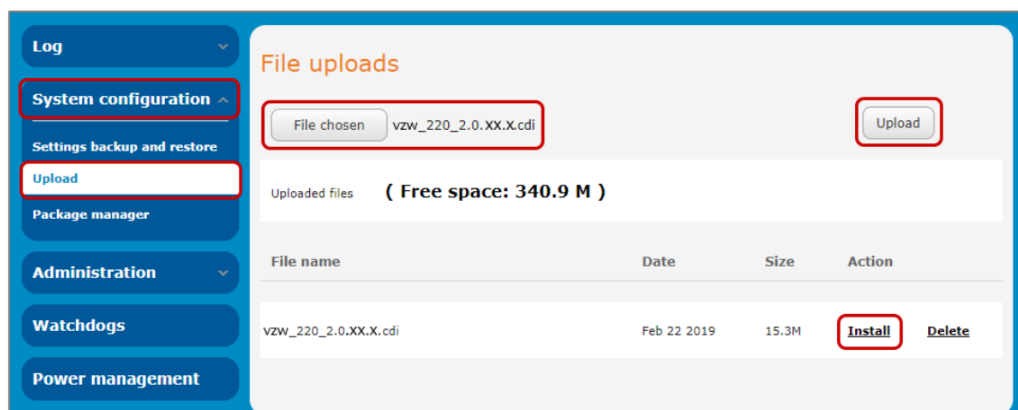 Log
System configuration
Settings backup and restore
Upload
Package manager
Administration
Watchdogs
Power management
File uploads
File chosen vzw_220_2.0.XX.X.cdi Upload
Uploaded files ( Free space: 340.9 M )
File name Date Size Action
vzw_220_2.0.XX.X.cdi Feb 22 2019 15.3M Install Delete